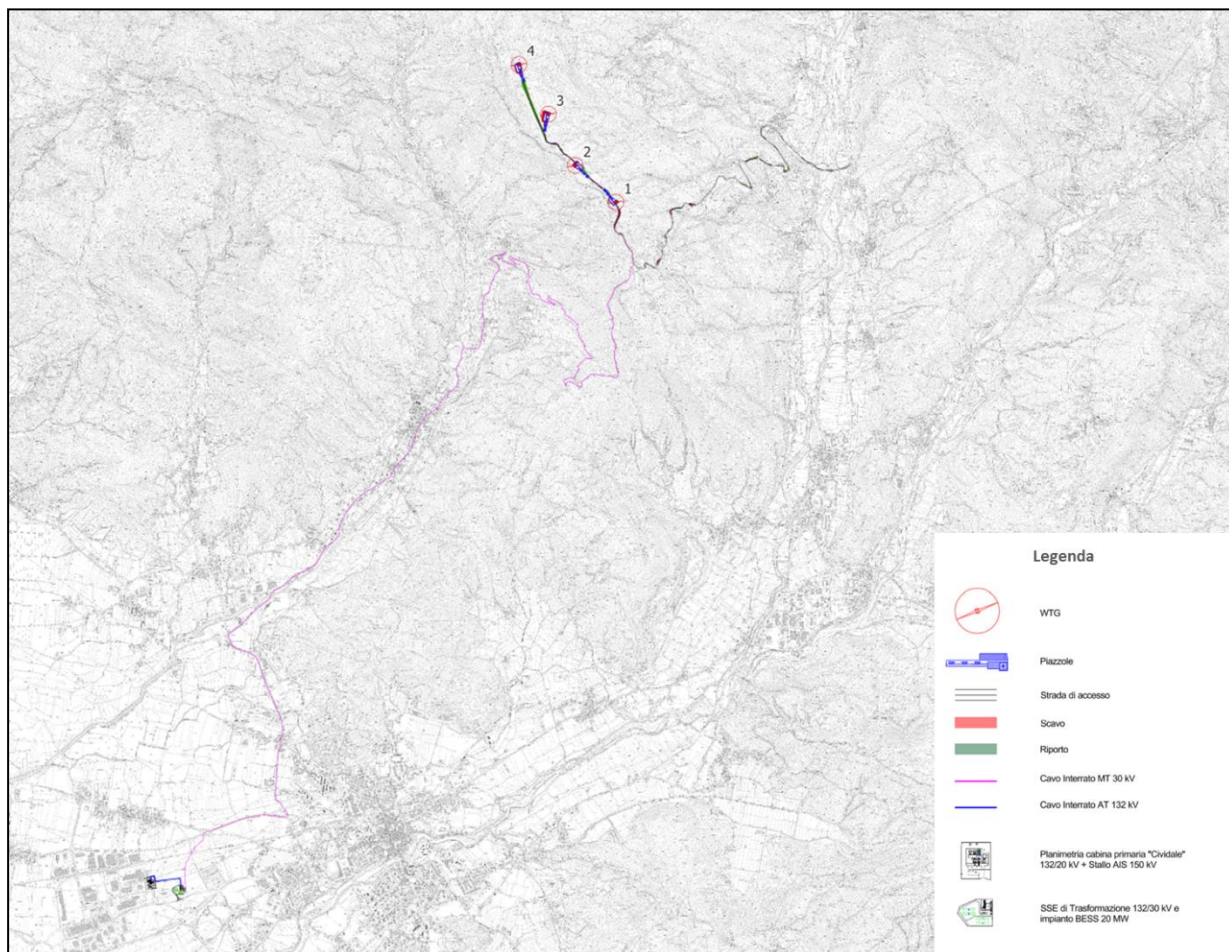 4
3
2
1
Legenda
WTG
Piazzole
Strada di accesso
Scavo
Riporto
Cavo Interrato MT 30 kV
Cavo Interrato AT 132 kV
Planimetria cabina primaria "Cividale"
132/20 kV + Stallo AIS 150 kV
SSE di Trasformazione 132/30 kV e
impianto BESS 20 MW